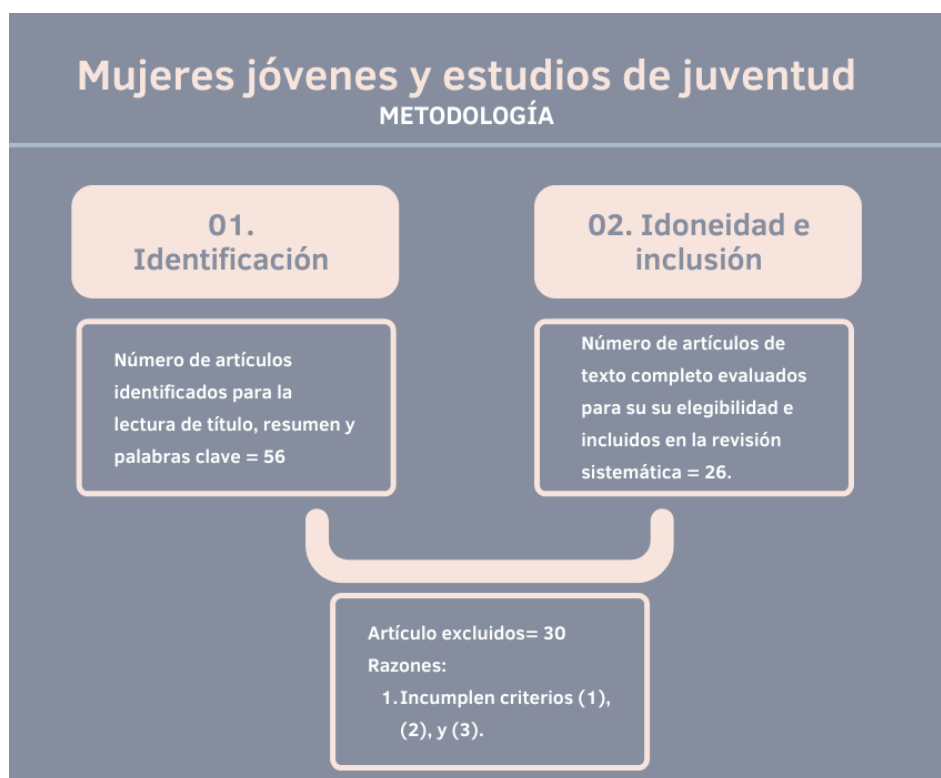 Mujeres jóvenes y estudios de juventud
METODOLOGÍA
01.
Identificación
Número de artículos
identificados para la
lectura de título, resumen y
palabras clave = 56
02. Idoneidad e
inclusión
Número de artículos de
texto completo evaluados
para su su elegibilidad e
incluidos en la revisión
sistemática = 26.
Artículo excluidos= 30
Razones:
1. Incumplen criterios (1),
(2), y (3).